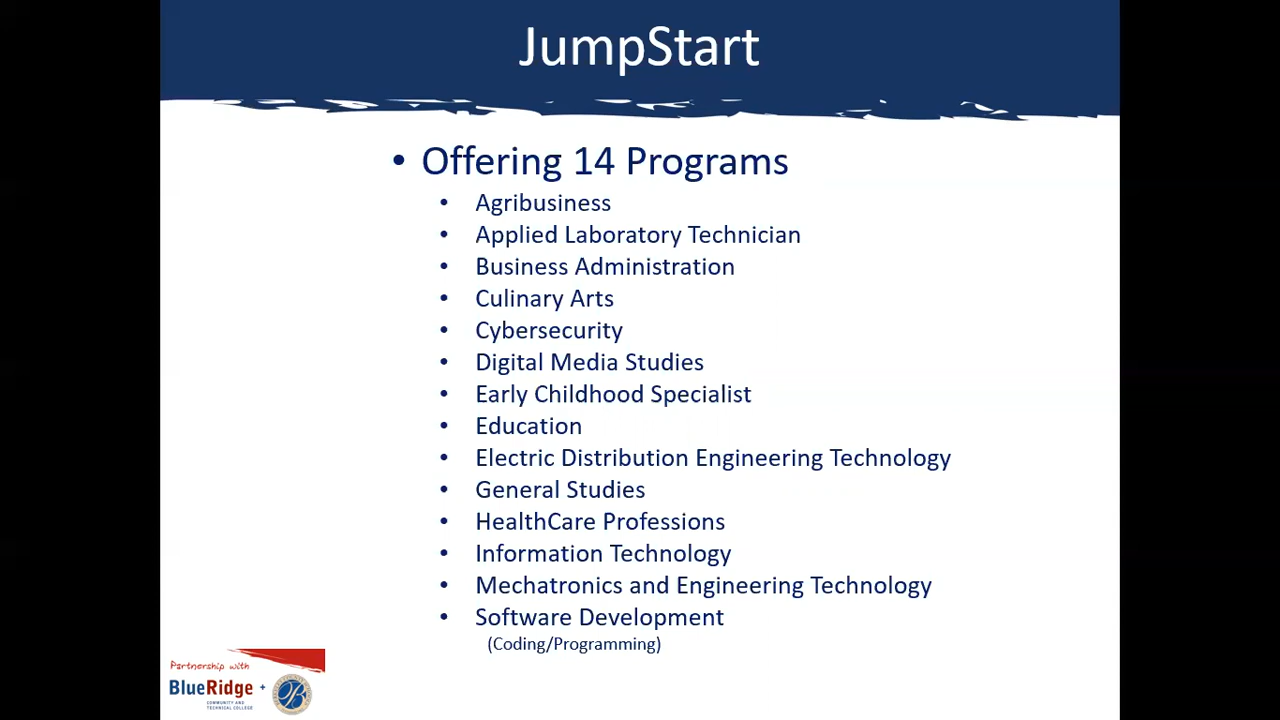 JumpStart
• Offering 14 Programs
• Agribusiness
• Applied Laboratory Technician
• Business Administration
• Culinary Arts
• Cybersecurity
• Digital Media Studies
• Early Childhood Specialist
• Education
• Electric Distribution Engineering Technology
• General Studies
• HealthCare Professions
• Information Technology
• Mechatronics and Engineering Technology
• Software Development
(Coding/Programming)
Partnership with
BlueRidge +
COMMUNITY AND
TECHNICAL COLLEGE